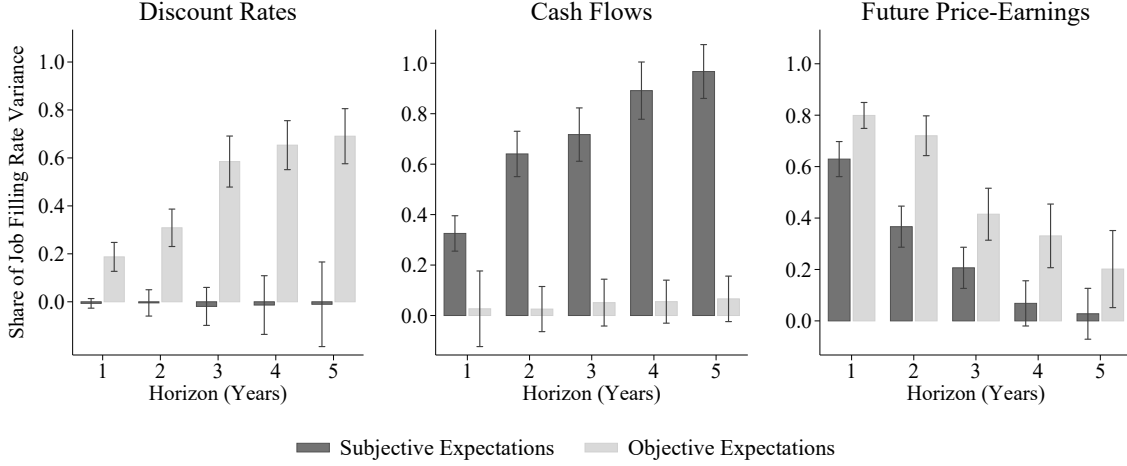 Discount Rates
Cash Flows
Future Price-Earnings
Share of Job Filling Rate Variance
1.0
0.8
0.6
0.4
0.2
0.0
1 2 3 4 5
Horizon (Years)
1.0
0.8
0.6
0.4
0.2
0.0
1 2 3 4 5
Horizon (Years)
1.0
0.8
0.6
0.4
0.2
0.0
1 2 3 4 5
Horizon (Years)
Subjective Expectations
Objective Expectations